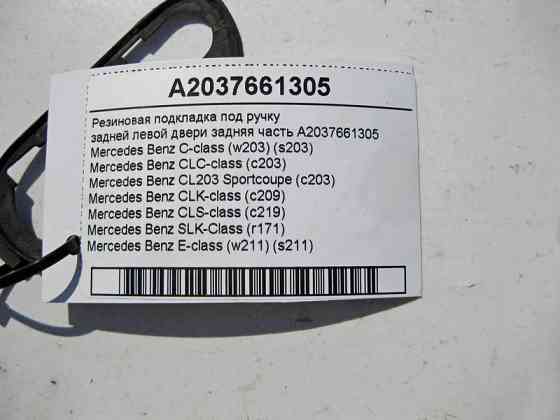 A2037661305
Резиновая подкладка под ручку
задней левой двери задняя часть A2037661305
Mercedes Benz C-class (w203) (s203)
Mercedes Benz CLC-class (c203)
Mercedes Benz CL203 Sportcoupe (c203)
Mercedes Benz CLK-class (c209)
Mercedes Benz CLS-class (c219)
Mercedes Benz SLK-Class (r171)
Mercedes Benz E-class (w211) (s211)